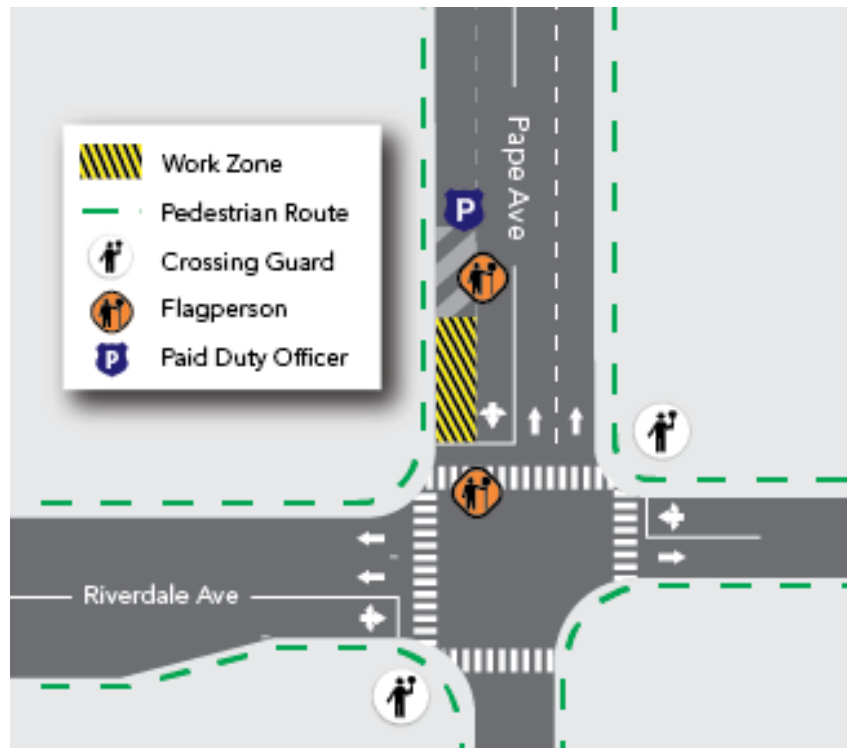 Pape Ave
P
Work Zone
Pedestrian Route
Crossing Guard
Flagperson
P
Paid Duty Officer
Riverdale Ave